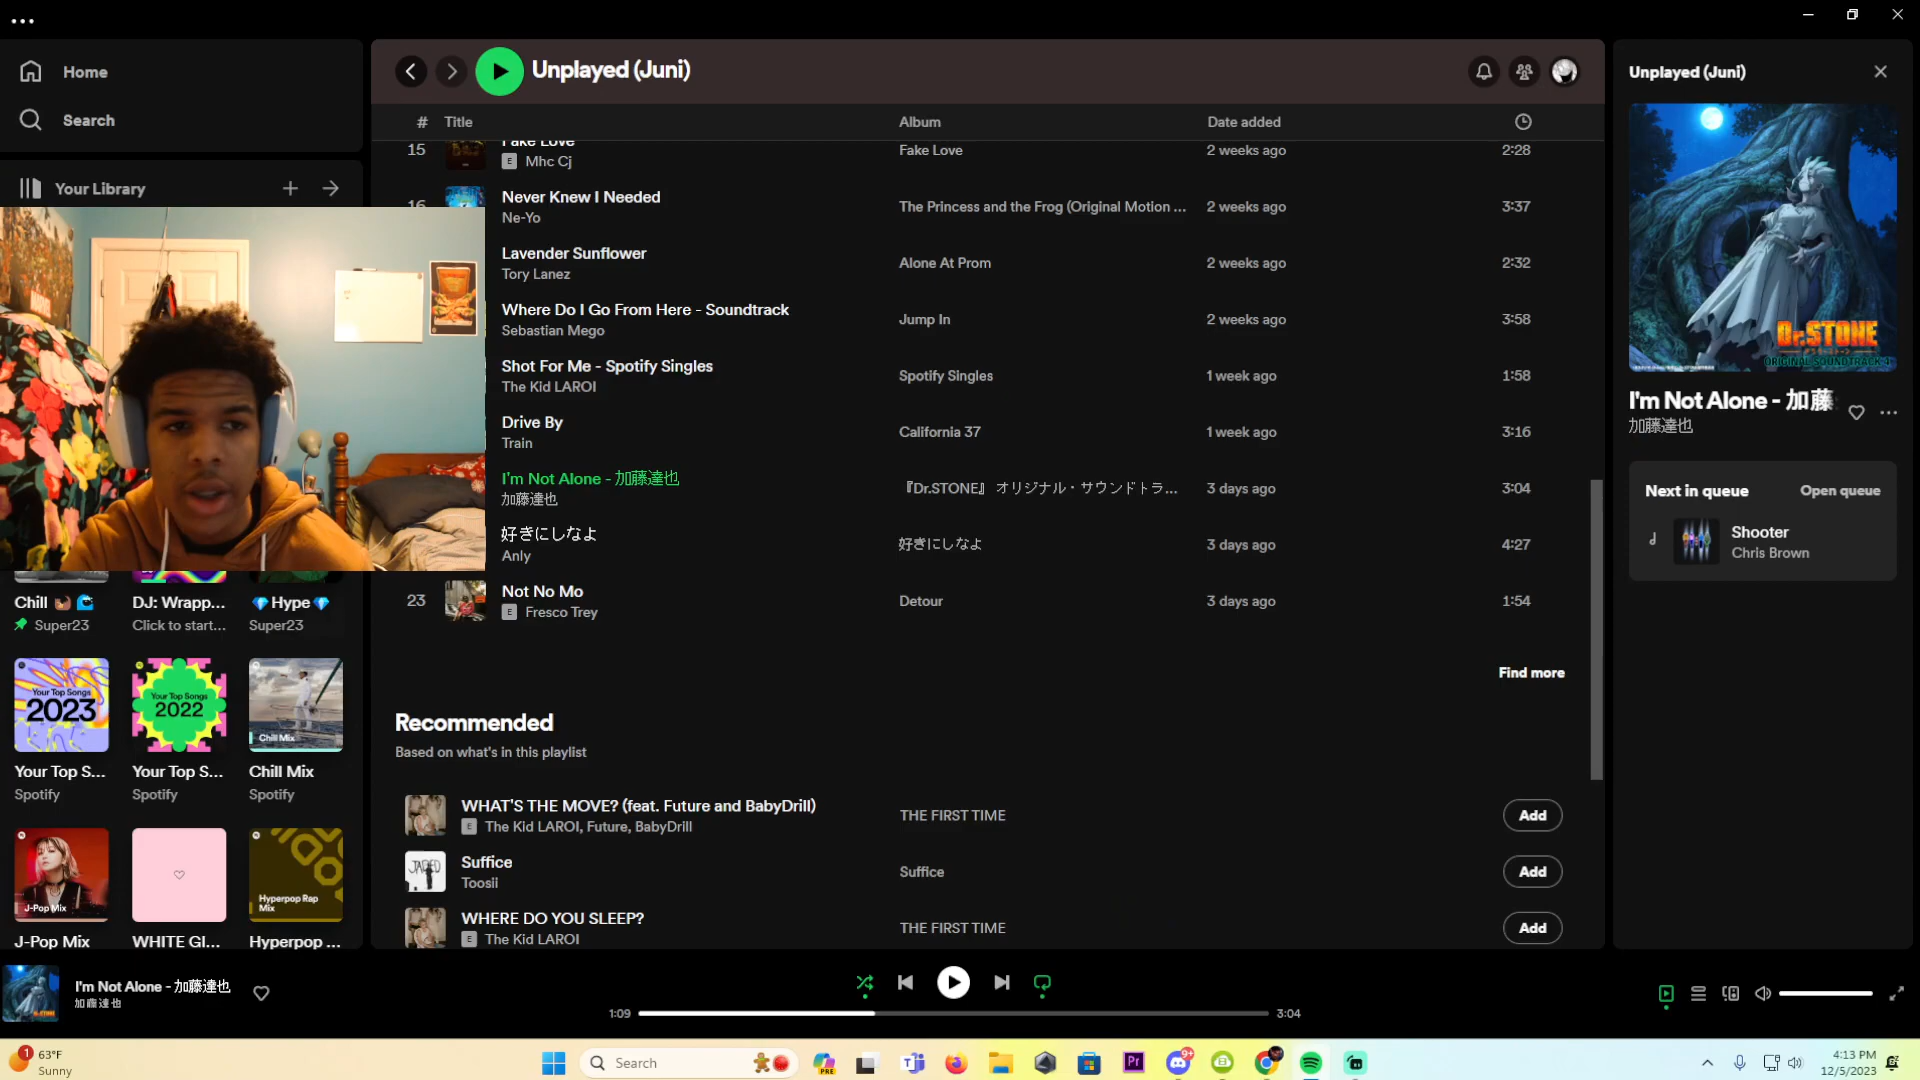 Home
Search
Your Library
Unplayed (Juni)
# Title Album Date added
15 Fake Love Fake Love 2 weeks ago 2:28
E Mhc Cj
16 Never Knew I Needed The Princess and the Frog (Original Motion ... 2 weeks ago 3:37
Ne-Yo
Lavender Sunflower Alone At Prom 2 weeks ago 2:32
Tory Lanez
Where Do I Go From Here - Soundtrack Jump In 2 weeks ago 3:58
Sebastian Mego
Shot For Me - Spotify Singles Spotify Singles 1 week ago 1:58
The Kid LAROI
Drive By California 37 1 week ago 3:16
Train
I'm Not Alone - 加藤達也 『Dr.STONE』 オリジナル・サウンドトラ... 3 days ago 3:04
加藤達也
好きにしなよ 好きにしなよ 3 days ago 4:27
Anly
23 Not No Mo Detour 3 days ago 1:54
E Fresco Trey
Find more
Recommended
Based on what's in this playlist
WHAT'S THE MOVE? (feat. Future and BabyDrill) THE FIRST TIME Add
E The Kid LAROI, Future, BabyDrill
Suffice Suffice Add
Toosii
WHERE DO YOU SLEEP? THE FIRST TIME Add
E The Kid LAROI
Chill DJ: Wrapp... Hype
Super23 Click to start... Super23
Your Top Songs 2023
Your Top Songs 2022
Chill Mix
Your Top S... Your Top S... Chill Mix
Spotify Spotify Spotify
J-Pop Mix
Hyperpop Rap Mix
J-Pop Mix WHITE GI... Hyperpop ...
Unplayed (Juni)
Dr.STONE
ORIGINAL SOUNDTRACK
I'm Not Alone - 加藤
加藤達也
Next in queue Open queue
Shooter
Chris Brown
JADED
I'm Not Alone - 加藤達也
加藤達也
1:09 3:04
1 63°F
Sunny
Search
PRE
Pr
9+
4:13 PM
12/5/2023